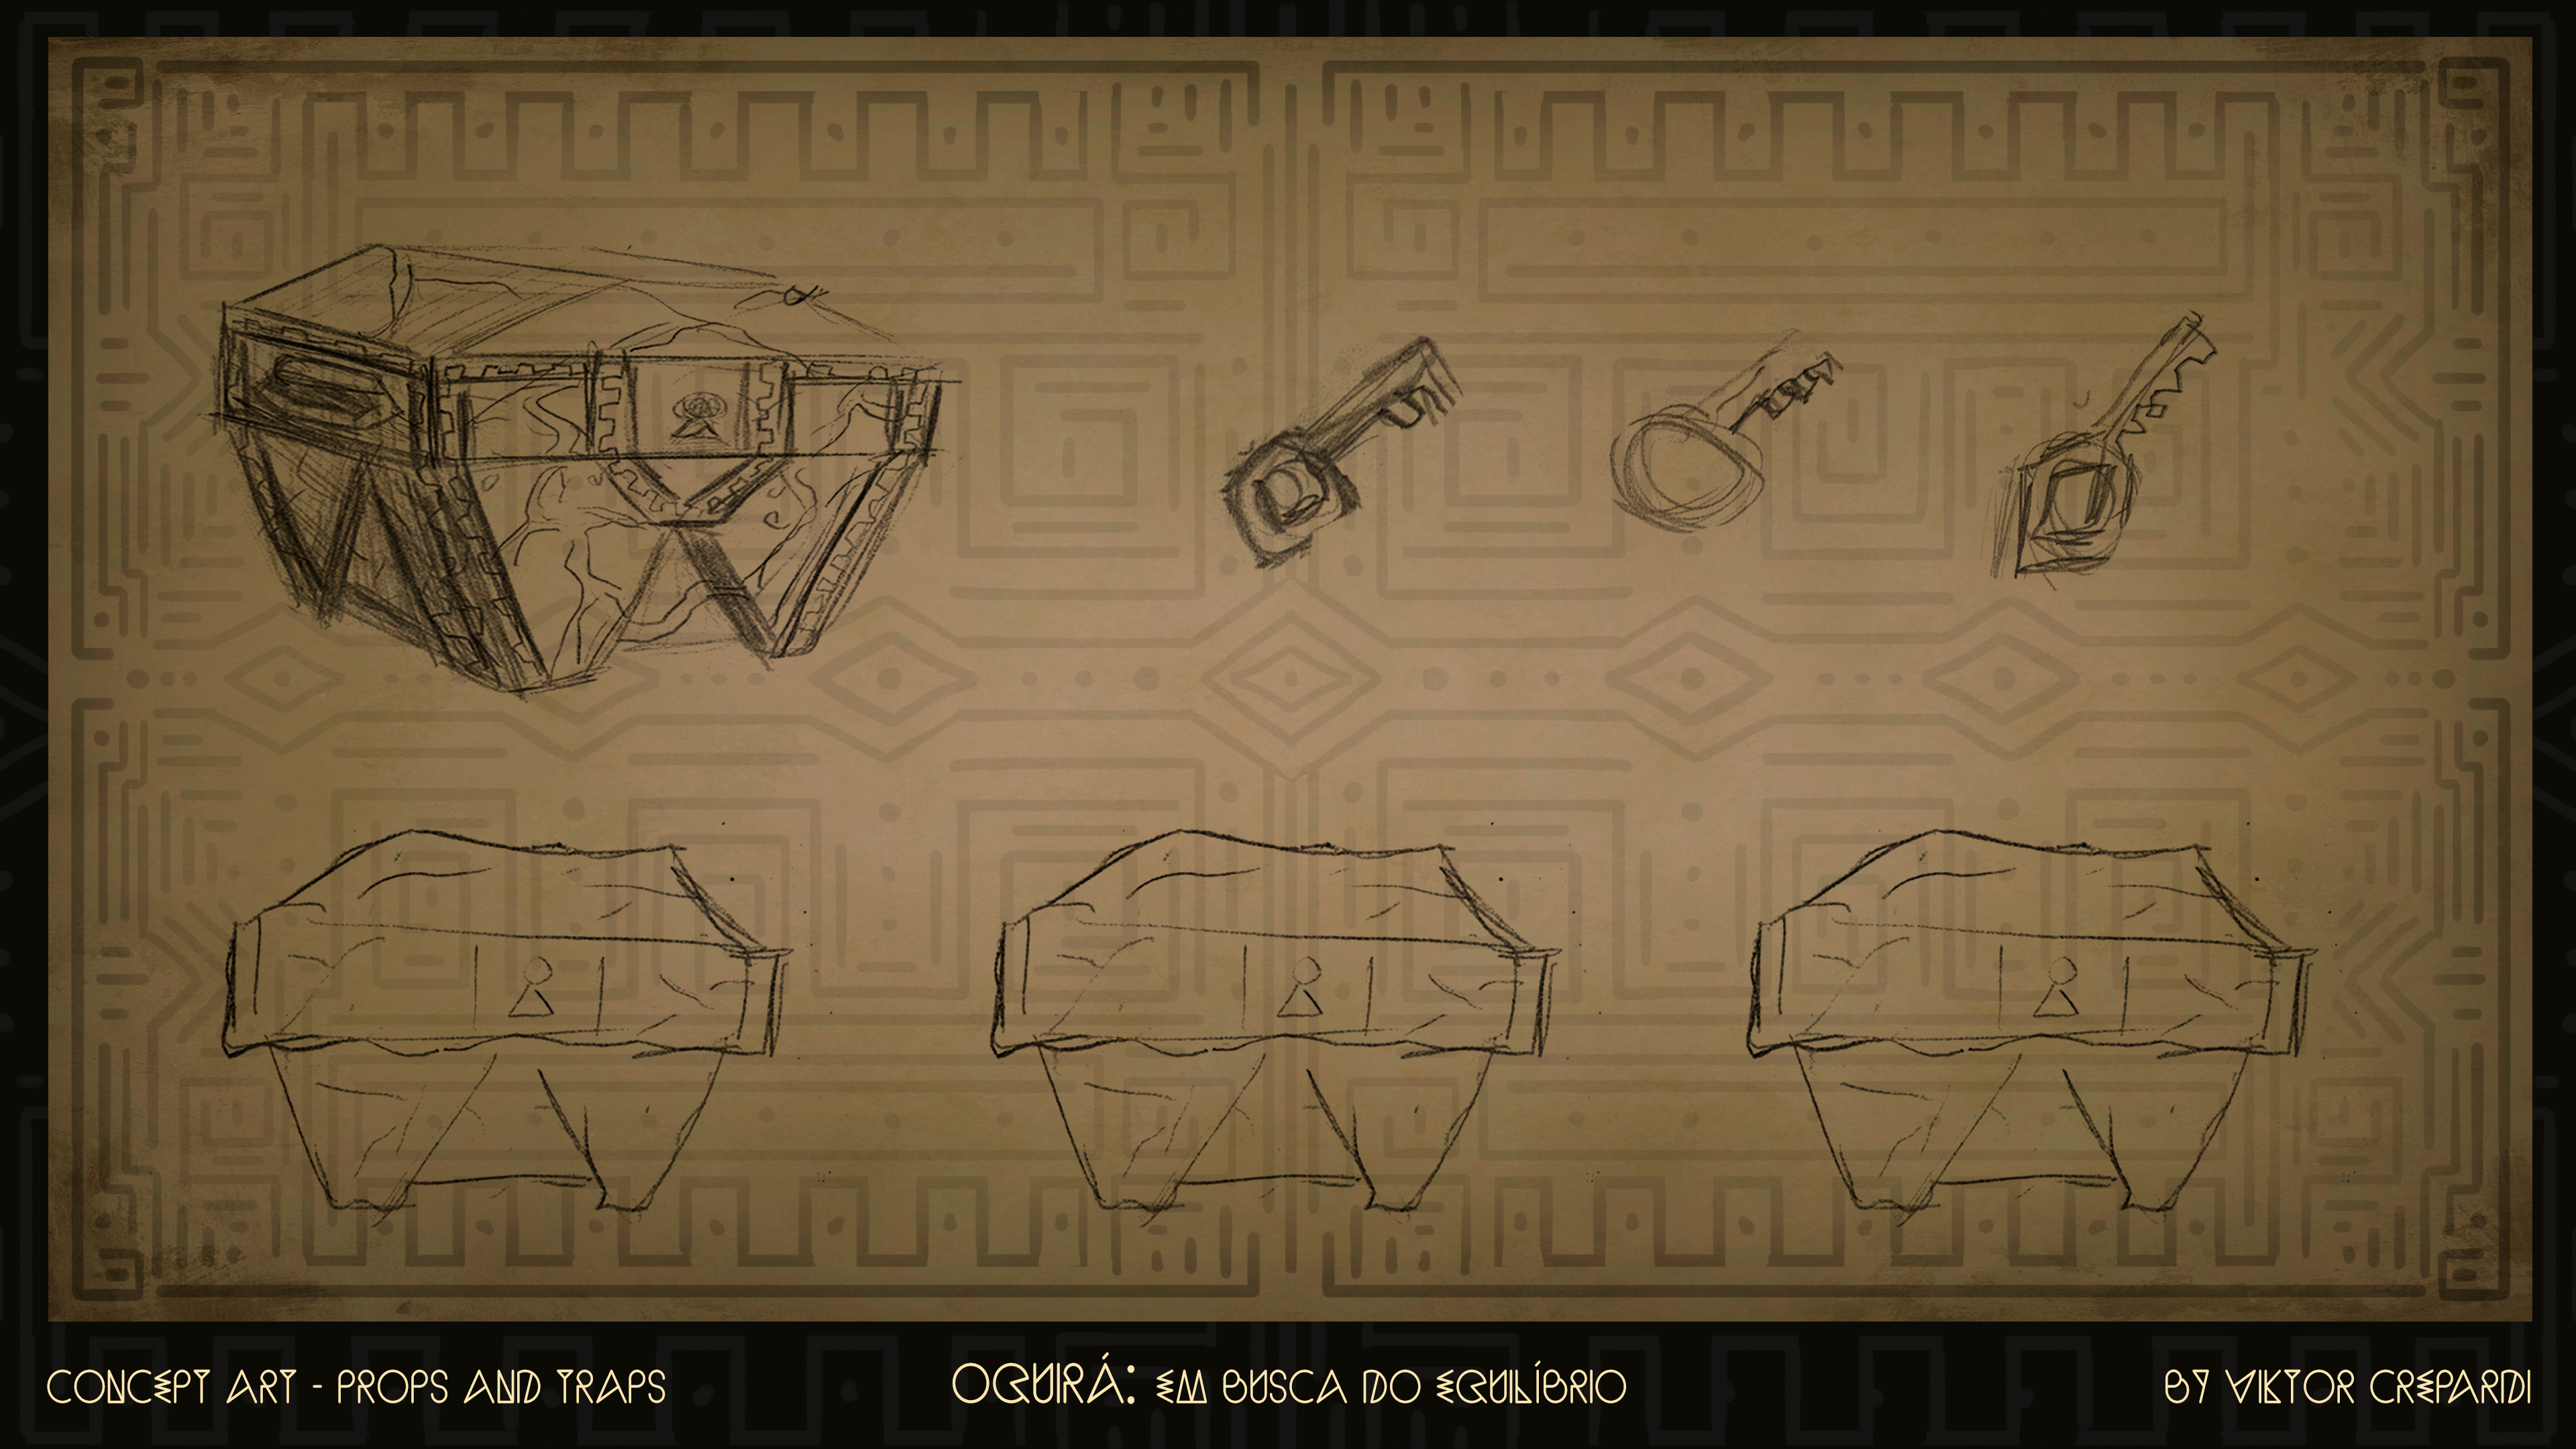 CONCEPT ART - PROPS AND TRAPS
OQUIRÁ: EM BUSCA DO EQUILÍBRIO
BY VIKTOR CREPARDI